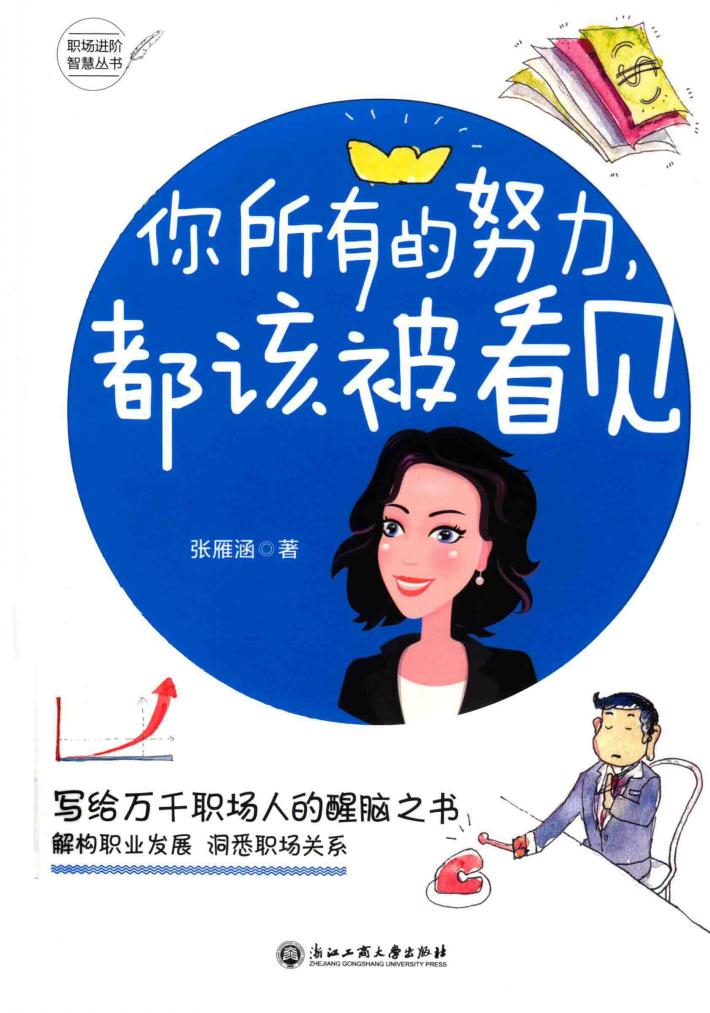 职场进阶
智慧丛书
你所有的努力,
都该被看见
张雁涵◎著
写给万千职场人的醒脑之书
解构职业发展 洞悉职场关系
浙江工商大学出版社
ZHEJIANG GONGSHANG UNIVERSITY PRESS